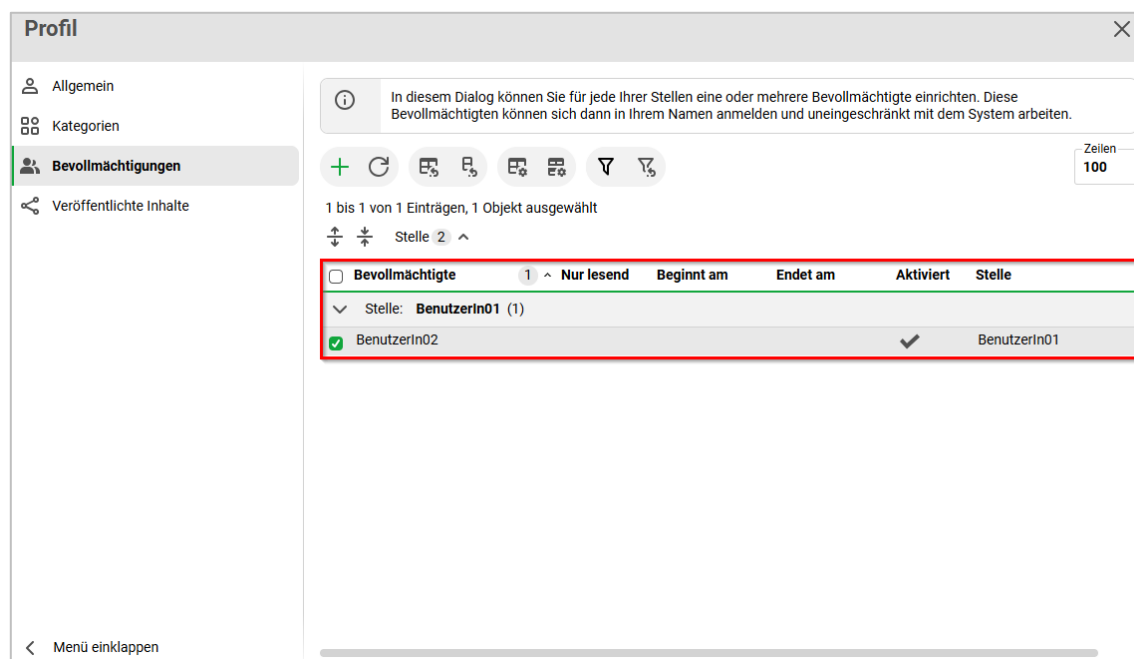 Profil
Allgemein
Kategorien
Bevollmächtigungen
Veröffentlichte Inhalte
In diesem Dialog können Sie für jede Ihrer Stellen eine oder mehrere Bevollmächtigte einrichten. Diese
Bevollmächtigten können sich dann in Ihrem Namen anmelden und uneingeschränkt mit dem System arbeiten.
Zeilen
100
1 bis 1 von 1 Einträgen, 1 Objekt ausgewählt
Stelle 2
Bevollmächtigte 1 Nur lesend Beginnt am Endet am Aktiviert Stelle
Stelle: BenutzerIn01 (1)
BenutzerIn02 BenutzerIn01
Menü einklappen